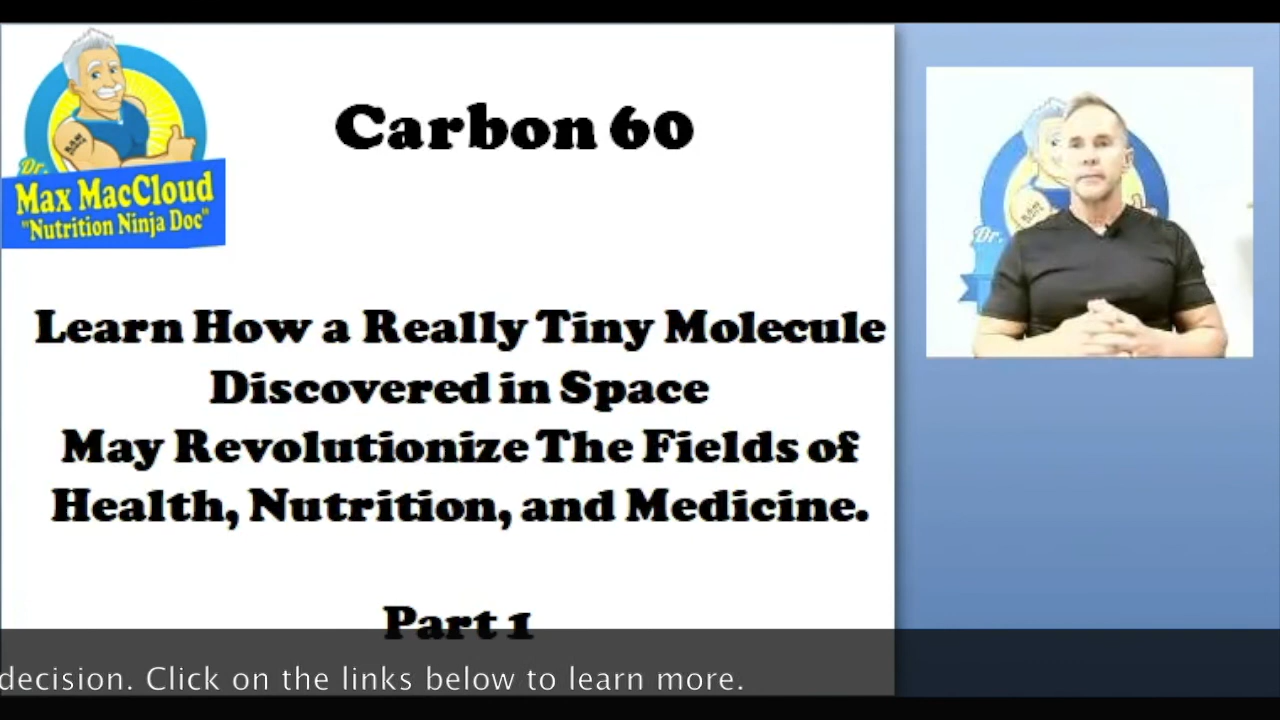 Dr.
Max MacCloud
"Nutrition Ninja Doc"
Carbon 60
Learn How a Really Tiny Molecule
Discovered in Space
May Revolutionize The Fields of
Health, Nutrition, and Medicine.
Part 1
Dr.
decision. Click on the links below to learn more.